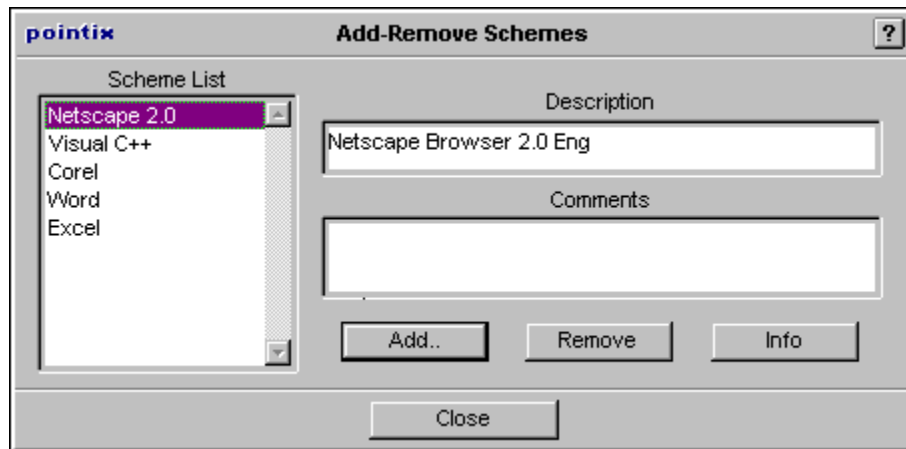 pointix
Add-Remove Schemes
?
Scheme List
Netscape 2.0
Visual C++
Corel
Word
Excel
Description
Netscape Browser 2.0 Eng
Comments
Add..
Remove
Info
Close